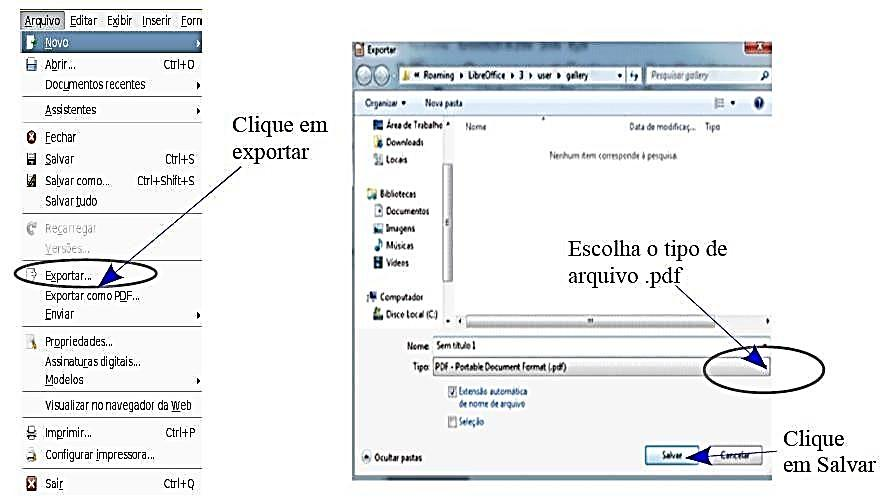 Arquivo Editar Exibir Inserir Form
Novo
Abrir... Ctrl+O
Documentos recentes
Assistentes
Fechar
Salvar Ctrl+S
Salvar como... Ctrl+Shift+S
Salvar tudo
Recarregar
Versões...
Exportar...
Exportar como PDF...
Enviar
Propriedades...
Assinaturas digitais...
Modelos
Visualizar no navegador da Web
Imprimir... Ctrl+P
Configurar impressora...
Sair Ctrl+Q
Clique em
exportar
Exportar
« Roaming LibreOffice 3 user gallery Pesquisar gallery
Organizar Nova pasta
Área de Trabalho
Downloads
Locais
Bibliotecas
Documentos
Imagens
Músicas
Vídeos
Computador
Disco Local (C:)
Nome Data de modificaç... Tipo
Nenhum item corresponde à pesquisa.
Escolha o tipo de
arquivo .pdf
Nome: Sem título 1
Tipo: PDF - Portable Document Format (.pdf)
Extensão automática
de nome de arquivo
Seleção
Ocultar pastas
Salvar Cancelar
Clique
em Salvar